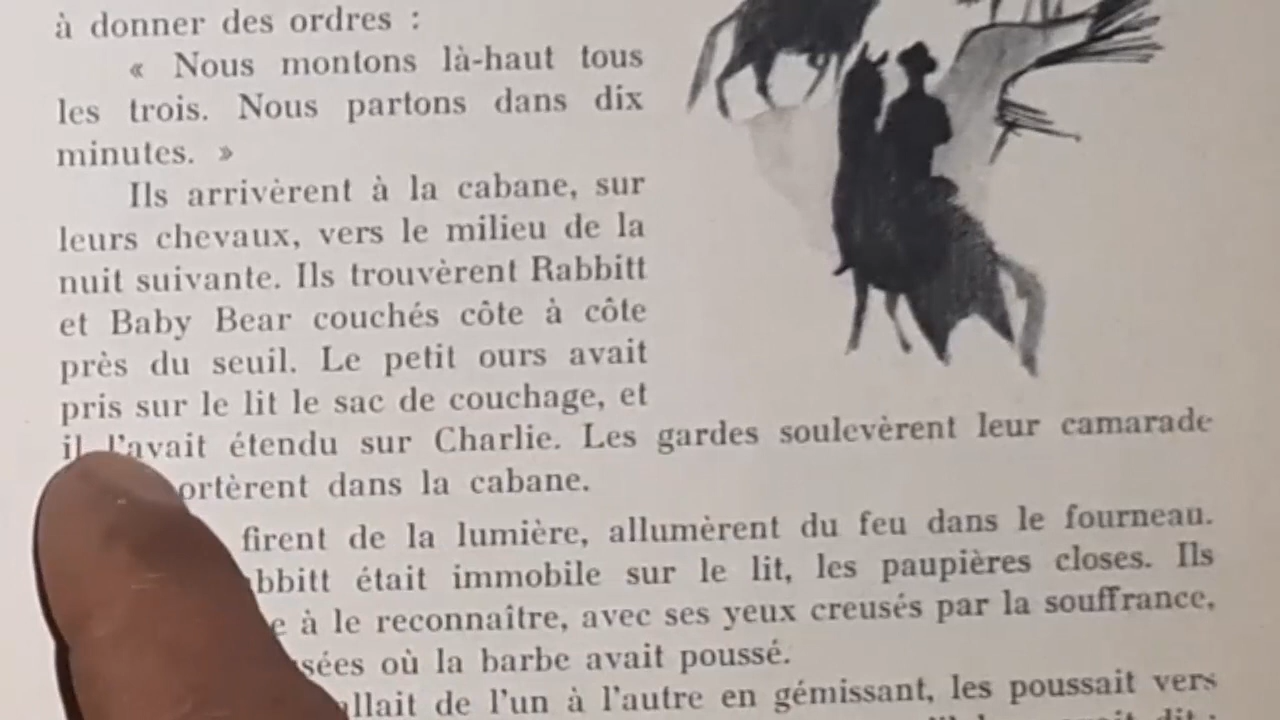 à donner des ordres :
« Nous montons là-haut tous
les trois. Nous partons dans dix
minutes. »
Ils arrivèrent à la cabane, sur
leurs chevaux, vers le milieu de la
nuit suivante. Ils trouvèrent Rabbitt
et Baby Bear couchés côte à côte
près du seuil. Le petit ours avait
pris sur le lit le sac de couchage, et
il l'avait étendu sur Charlie. Les gardes soulevèrent leur camarade
ortèrent dans la cabane.
firent de la lumière, allumèrent du feu dans le fourneau.
bbitt était immobile sur le lit, les paupières closes. Ils
à le reconnaître, avec ses yeux creusés par la souffrance,
sées où la barbe avait poussé.
allait de l'un à l'autre en gémissant, les poussait vers